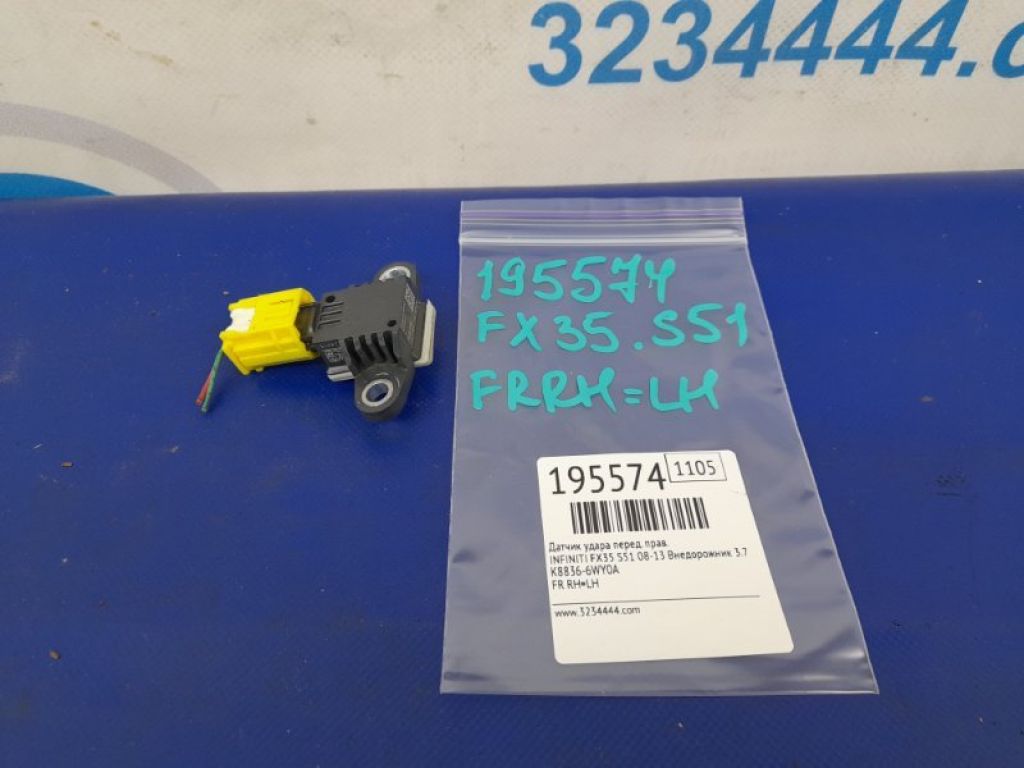 3234444.c
195574
FX35.S51
FRRH=LH
195574 1105
Датчик удара перед. прав.
INFINITI FX35 S51 08-13 Внедорожник 3.7
K8836-6WY0A
FR RH=LH
www.3234444.com